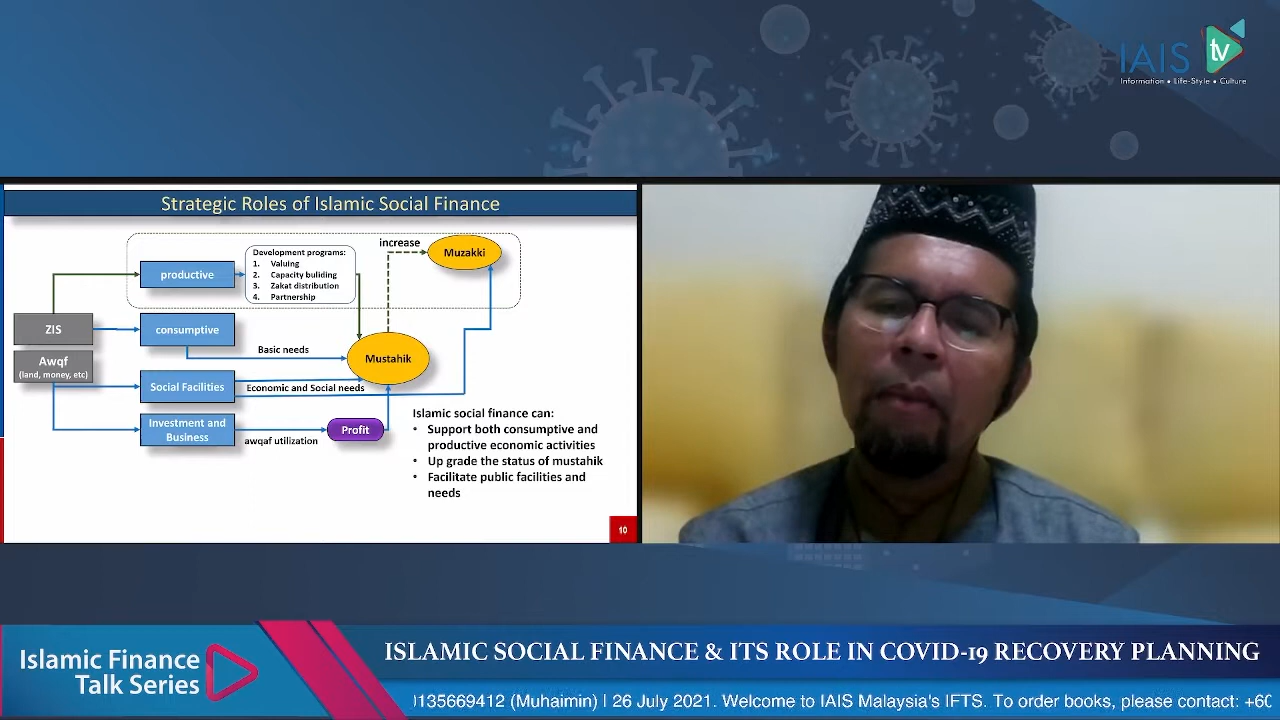 IAIS tv
Information • Life-Style • Culture
Strategic Roles of Islamic Social Finance
increase
Muzakki
productive
Development programs:
1. Valuing
2. Capacity buliding
3. Zakat distribution
4. Partnership
ZIS
consumptive
Basic needs
Mustahik
Awqf
(land, money, etc)
Social Facilities
Economic and Social needs
Investment and
Business
awqaf utilization
Profit
Islamic social finance can:
• Support both consumptive and
productive economic activities
• Up grade the status of mustahik
• Facilitate public facilities and
needs
10
Islamic Finance
Talk Series
ISLAMIC SOCIAL FINANCE & ITS ROLE IN COVID-19 RECOVERY PLANNING
0135669412 (Muhaimin) | 26 July 2021. Welcome to IAIS Malaysia's IFTS. To order books, please contact: +60